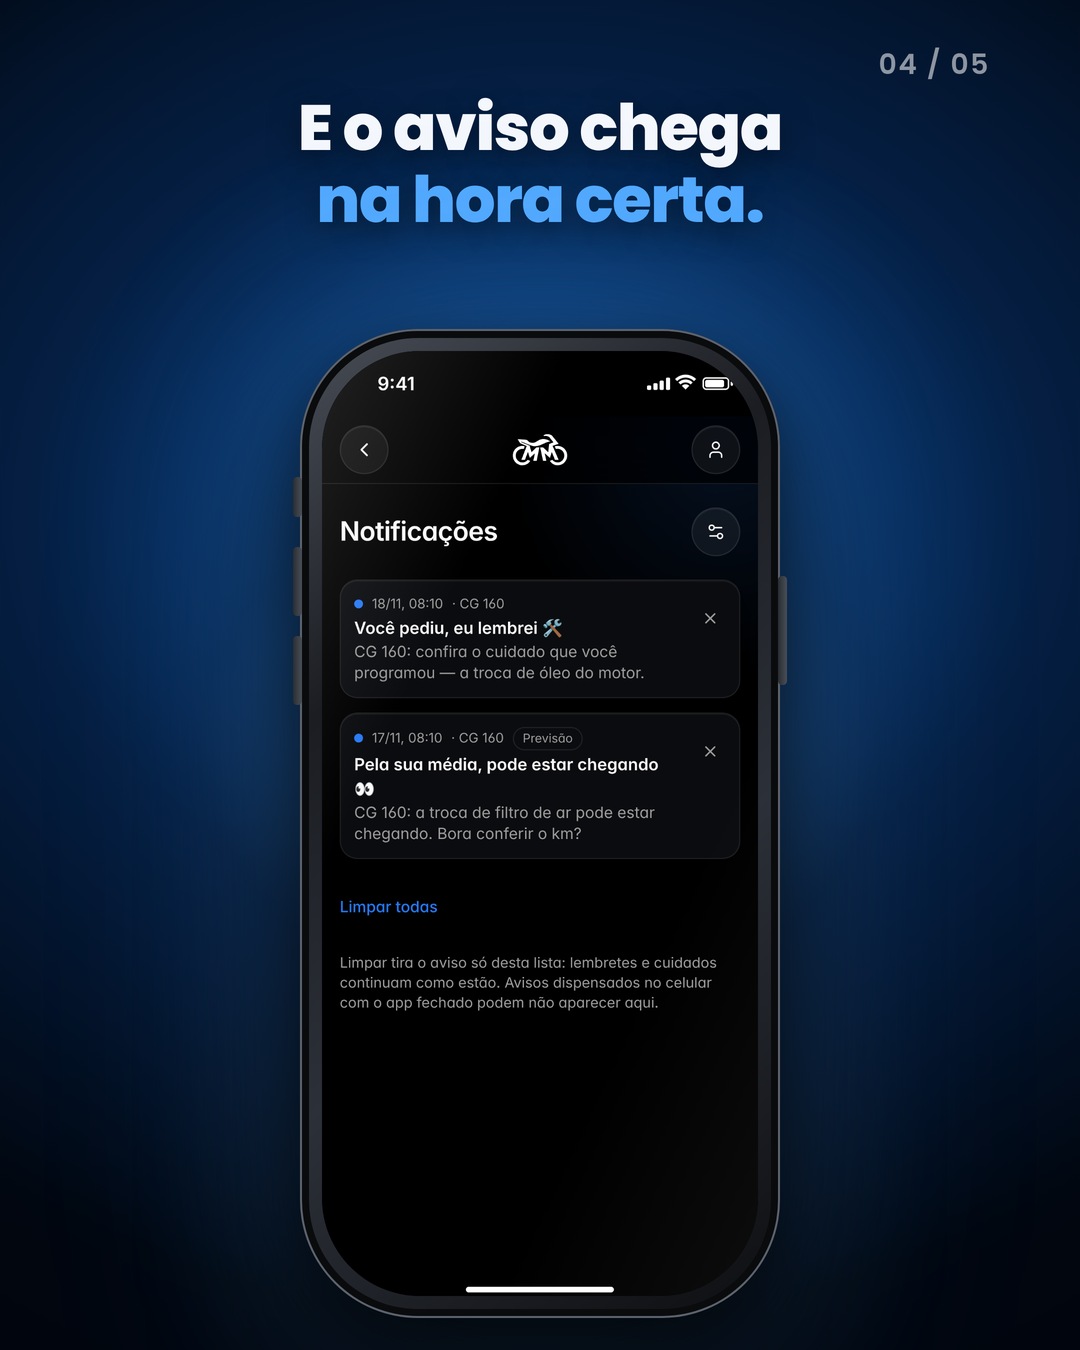 04 / 05
E o aviso chega
na hora certa.
9:41
MM
Notificações
18/11, 08:10 · CG 160
Você pediu, eu lembrei 🛠️
CG 160: confira o cuidado que você
programou — a troca de óleo do motor.
17/11, 08:10 · CG 160 Previsão
Pela sua média, pode estar chegando
👀
CG 160: a troca de filtro de ar pode estar
chegando. Bora conferir o km?
Limpar todas
Limpar tira o aviso só desta lista: lembretes e cuidados
continuam como estão. Avisos dispensados no celular
com o app fechado podem não aparecer aqui.